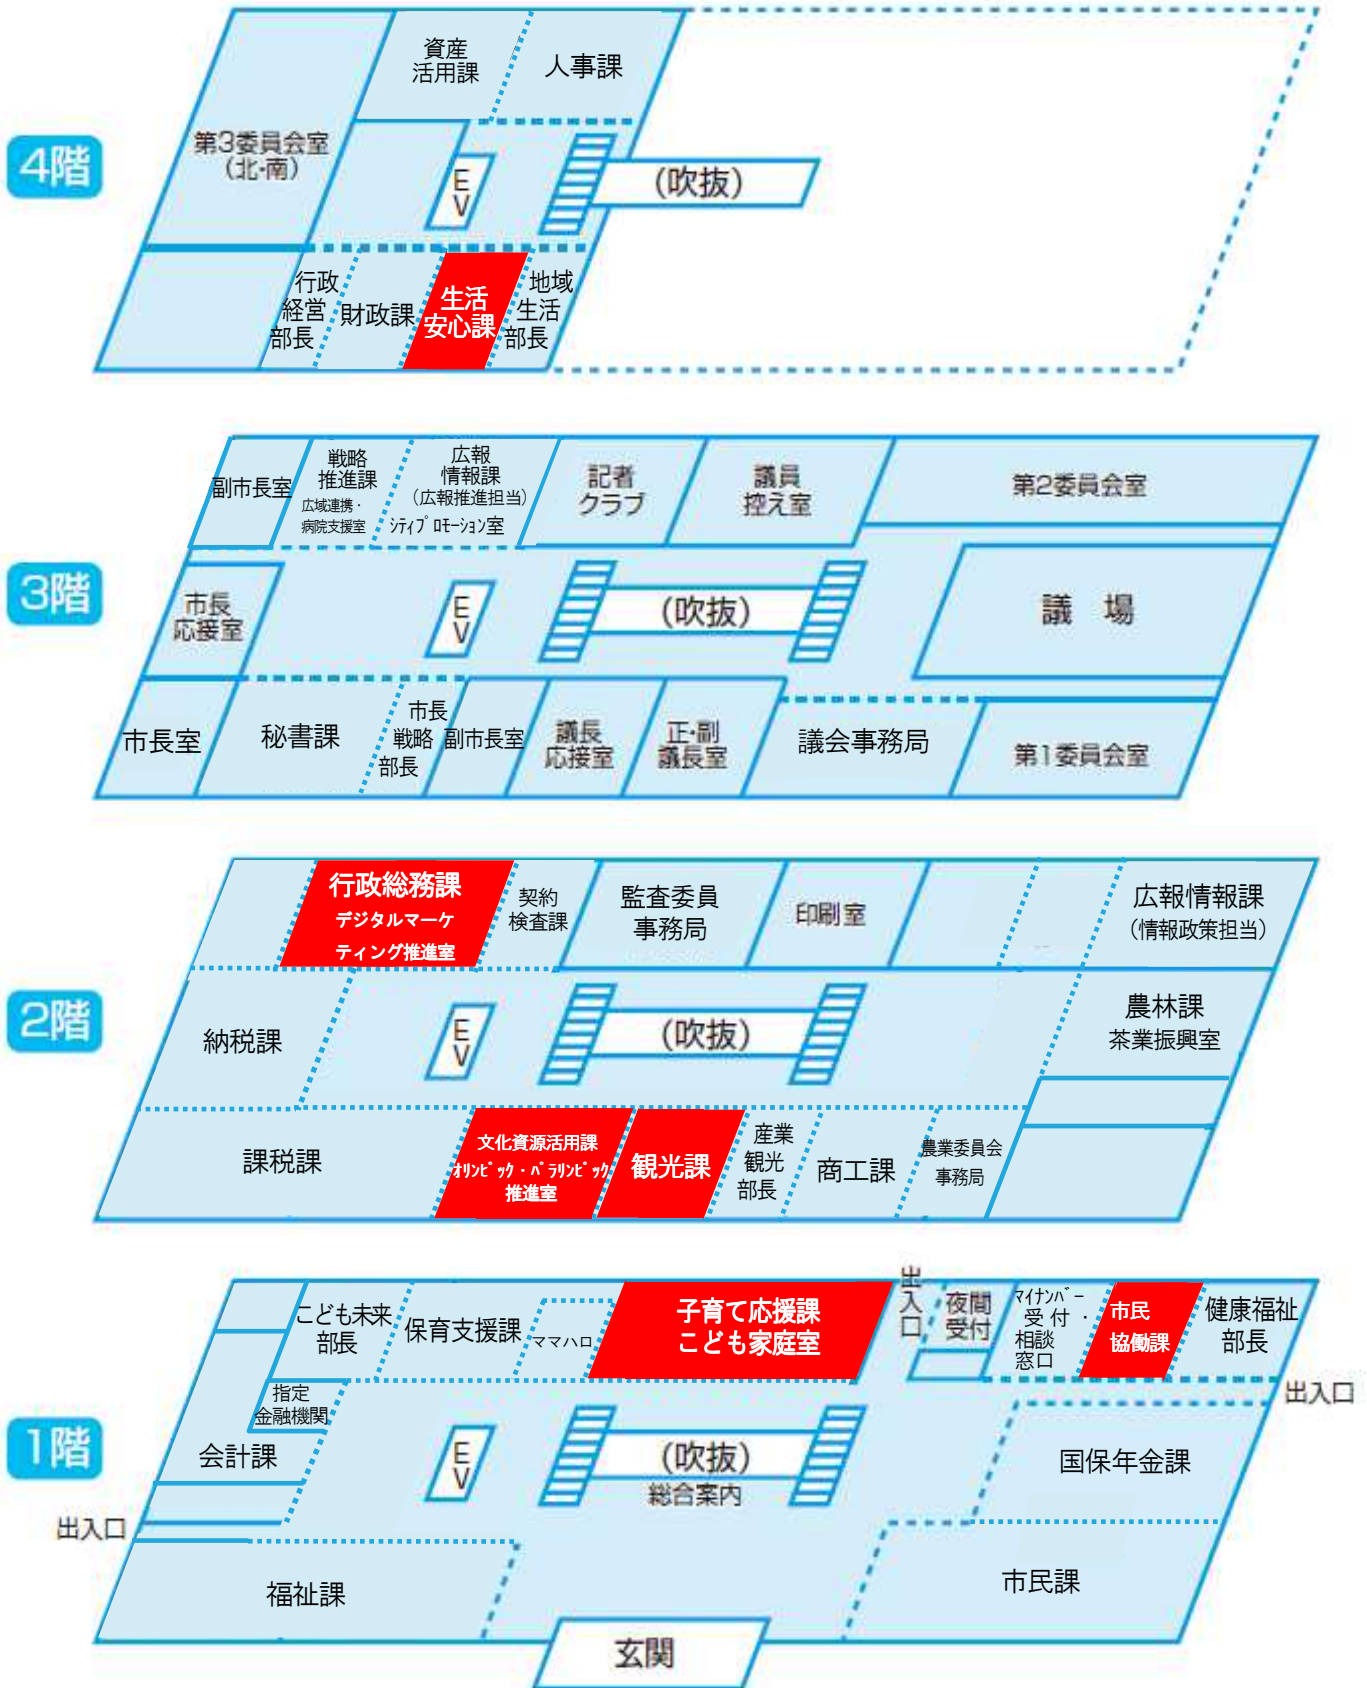 4階
資産
活用課
人事課
第3委員会室
(北・南)
E
V
(吹抜)
行政
経営
部長
財政課
生活
安心課
地域
生活
部長
3階
副市長室
戦略
推進課
広域連携・
病院支援室
広報
情報課
(広報推進担当)
ｼﾃｨﾌﾟﾛﾓｰｼｮﾝ室
記者
クラブ
議員
控え室
第2委員会室
市長
応接室
E
V
(吹抜)
議 場
市長室
秘書課
市長
戦略
部長
副市長室
議長
応接室
正・副
議長室
議会事務局
第1委員会室
2階
行政総務課
デジタルマーケ
ティング推進室
契約
検査課
監査委員
事務局
印刷室
広報情報課
(情報政策担当)
納税課
E
V
(吹抜)
農林課
茶業振興室
課税課
文化資源活用課
ｵﾘﾝﾋﾟｯｸ・ﾊﾟﾗﾘﾝﾋﾟｯｸ
推進室
観光課
産業
観光
部長
商工課
農業委員会
事務局
1階
こども未来
部長
保育支援課
ママハロ
子育て応援課
こども家庭室
出入口
夜間
受付
ﾏｲﾅﾝﾊﾞｰ
受付・
相談
窓口
市民
協働課
健康福祉
部長
出入口
指定
金融機関
会計課
E
V
(吹抜)
総合案内
国保年金課
出入口
福祉課
市民課
玄関